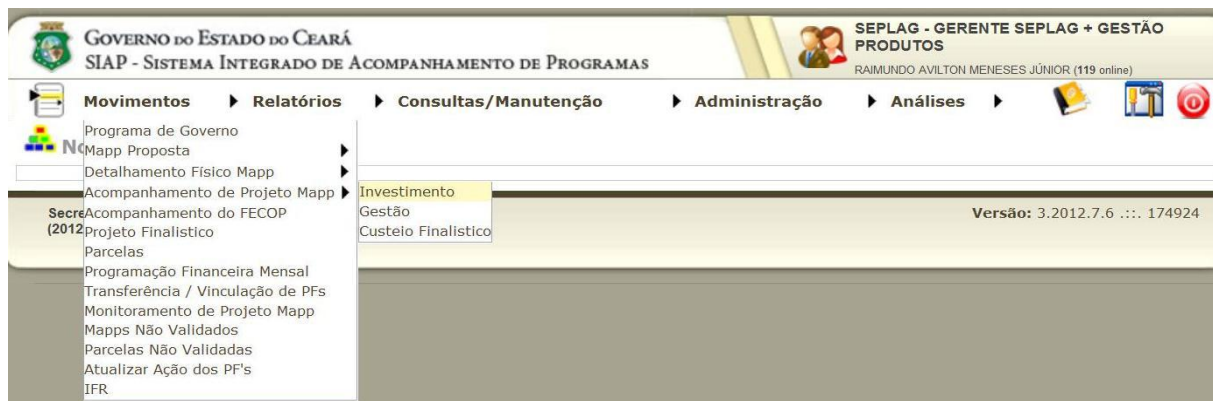 GOVERNO DO ESTADO DO CEARÁ
SIAP - SISTEMA INTEGRADO DE ACOMPANHAMENTO DE PROGRAMAS
SEPLAG - GERENTE SEPLAG + GESTÃO
PRODUTOS
RAIMUNDO AVILTON MENESES JÚNIOR (119 online)
Movimentos Relatórios Consultas/Manutenção Administração Análises
Programa de Governo
No
Mapp Proposta
Detalhamento Físico Mapp
Acompanhamento de Projeto Mapp Investimento
Secre Acompanhamento do FECOP Gestão Versão: 3.2012.7.6 .::. 174924
(2012 Projeto Finalistico Custeio Finalistico
Parcelas
Programação Financeira Mensal
Transferência / Vinculação de PFs
Monitoramento de Projeto Mapp
Mapps Não Validados
Parcelas Não Validadas
Atualizar Ação dos PF's
IFR